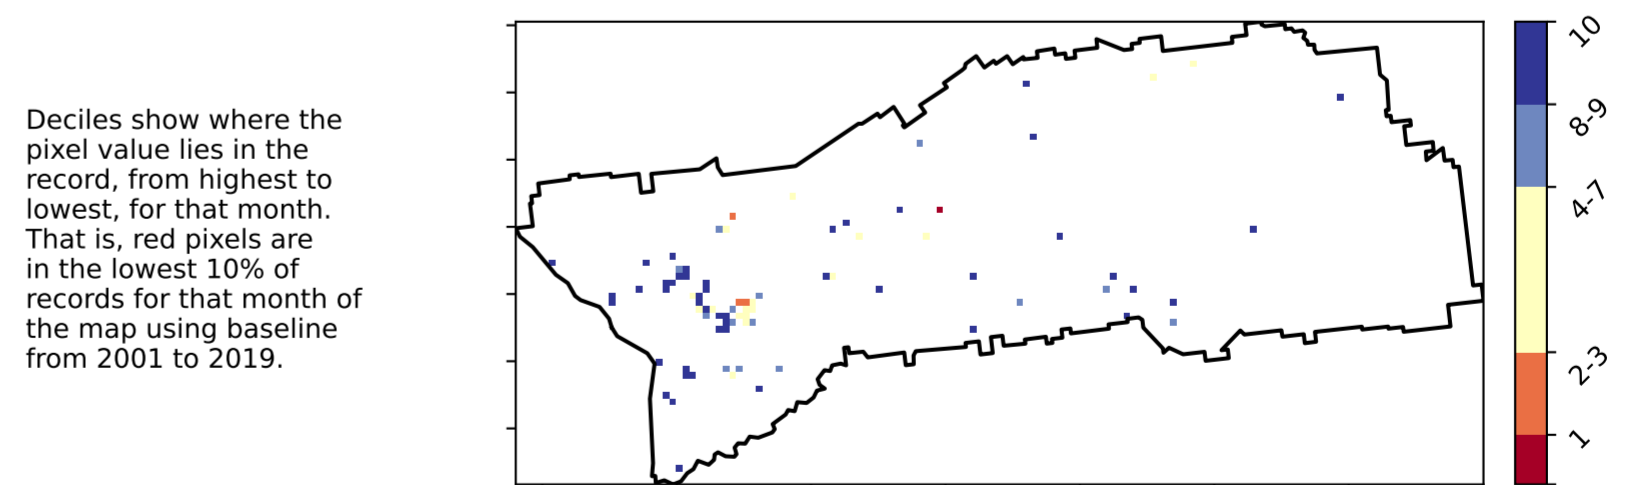 Deciles show where the
pixel value lies in the
record, from highest to
lowest, for that month.
That is, red pixels are
in the lowest 10% of
records for that month of
the map using baseline
from 2001 to 2019.
10
8-9
4-7
2-3
1